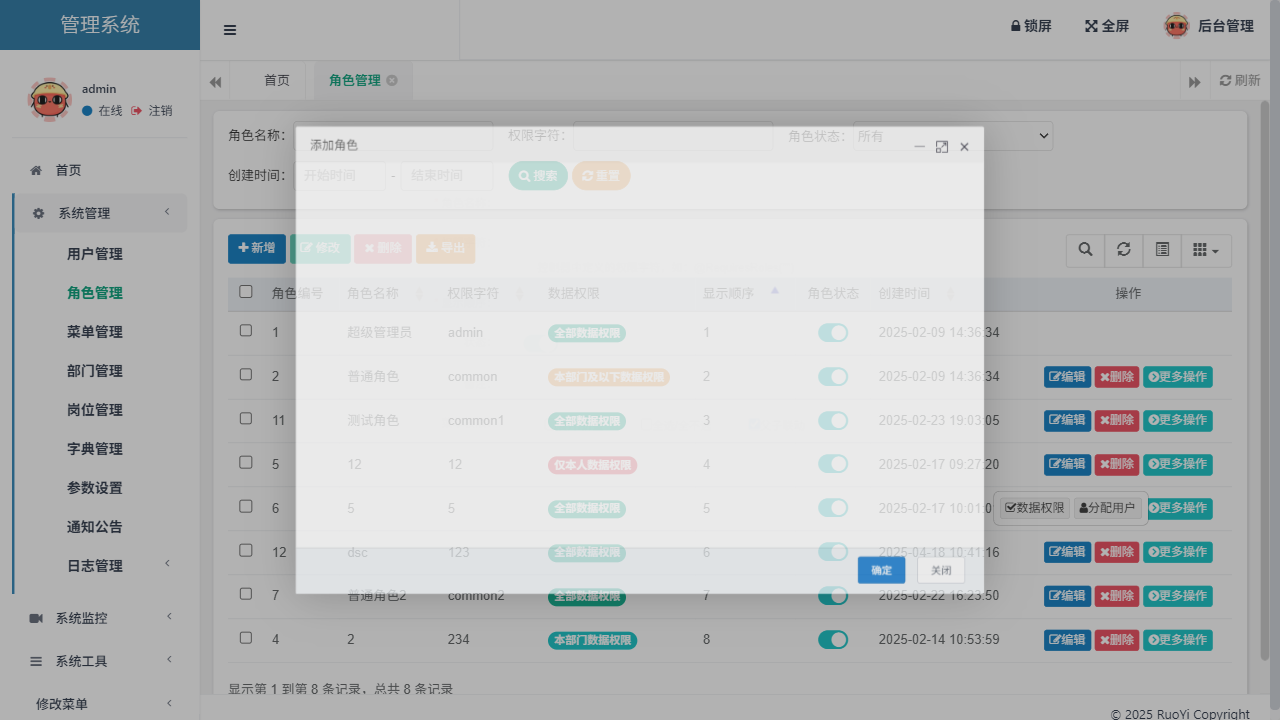 管理系统
锁屏 全屏 后台管理
admin
在线 注销
首页 角色管理 刷新
首页
系统管理
用户管理
角色管理
菜单管理
部门管理
岗位管理
字典管理
参数设置
通知公告
日志管理
系统监控
系统工具
修改菜单
角色名称: 权限字符: 角色状态: 所有
添加角色
创建时间: 开始时间 - 结束时间 搜索 重置
新增 修改 删除 导出
角色编号 角色名称 权限字符 数据权限 显示顺序 角色状态 创建时间 操作
1 超级管理员 admin 全部数据权限 1 2025-02-09 14:36:34
2 普通角色 common 本部门及以下数据权限 2 2025-02-09 14:36:34 编辑 删除 更多操作
11 测试角色 common1 全部数据权限 3 2025-02-23 19:03:05 编辑 删除 更多操作
5 12 12 仅本人数据权限 4 2025-02-17 09:27:20 编辑 删除 更多操作
6 5 5 全部数据权限 5 2025-02-17 10:01:0 数据权限 分配用户 更多操作
12 dsc 123 全部数据权限 6 2025-04-18 10:41:16 编辑 删除 更多操作
确定 关闭
7 普通角色2 common2 全部数据权限 7 2025-02-22 16:23:50 编辑 删除 更多操作
4 2 234 本部门数据权限 8 2025-02-14 10:53:59 编辑 删除 更多操作
显示第 1 到第 8 条记录，总共 8 条记录
© 2025 RuoYi Copyright